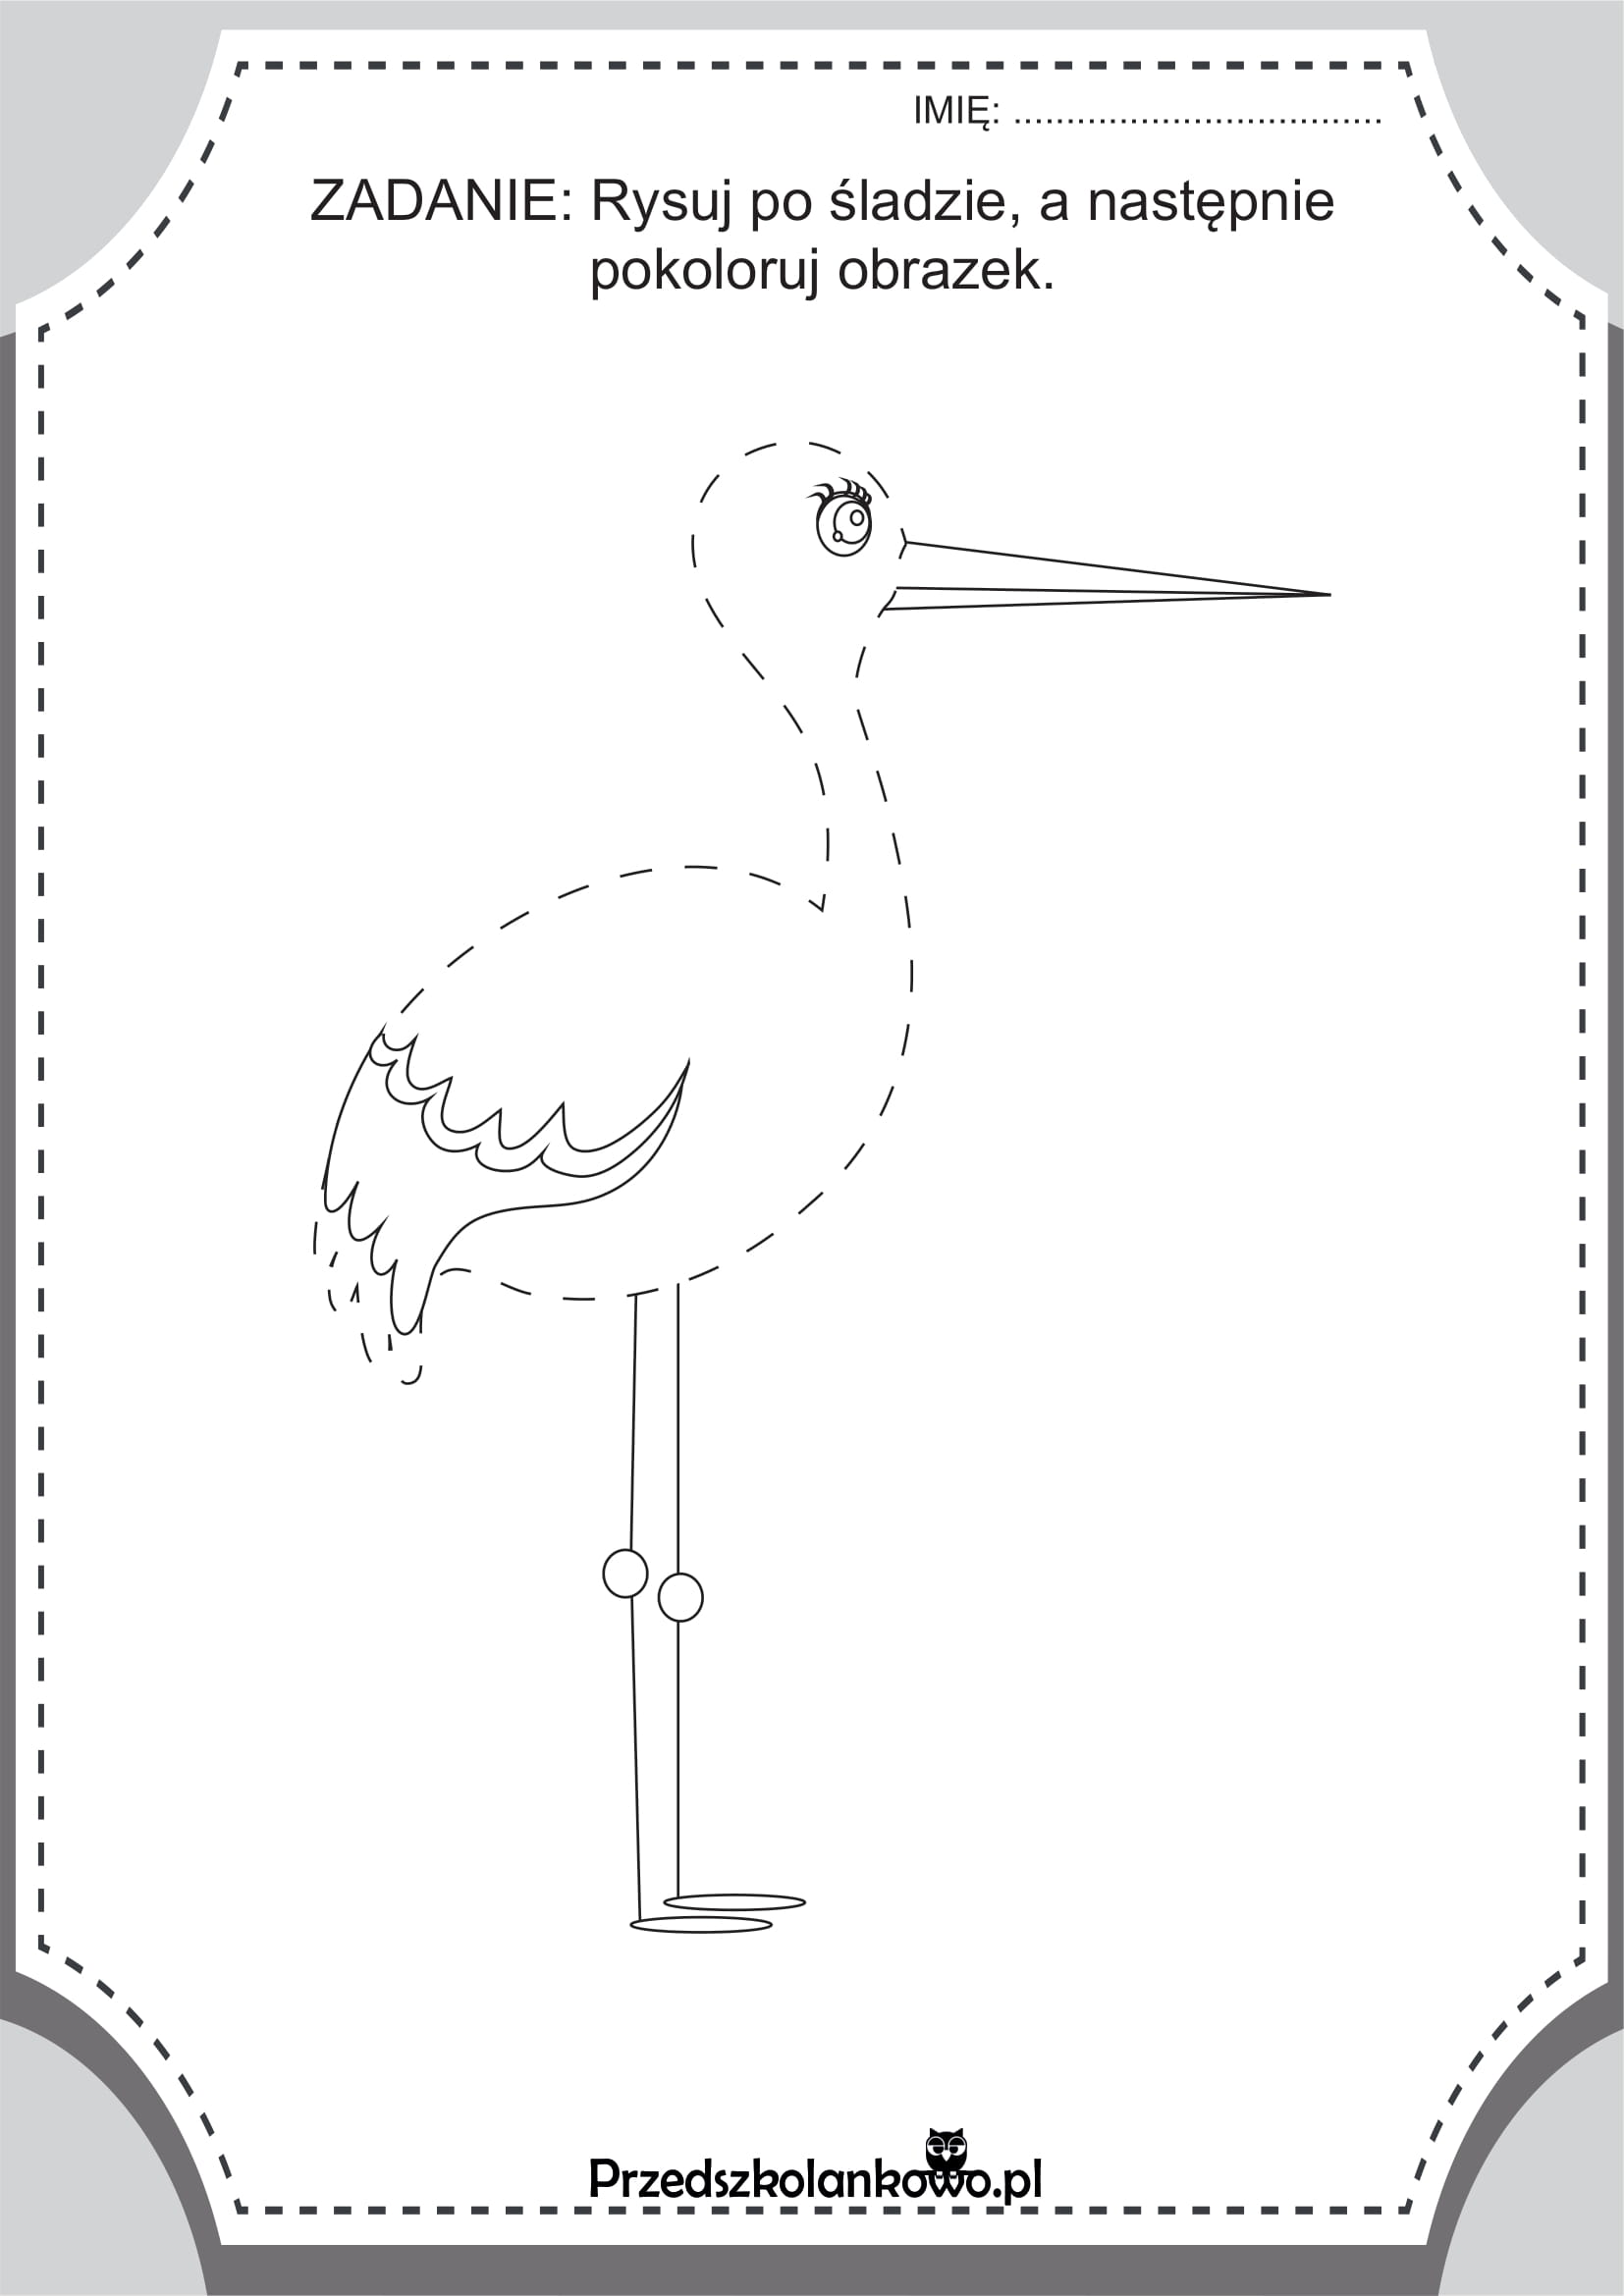 IMIĘ: ...................................
ZADANIE: Rysuj po śladzie, a następnie
pokoloruj obrazek.
Przedszkolankowo.pl